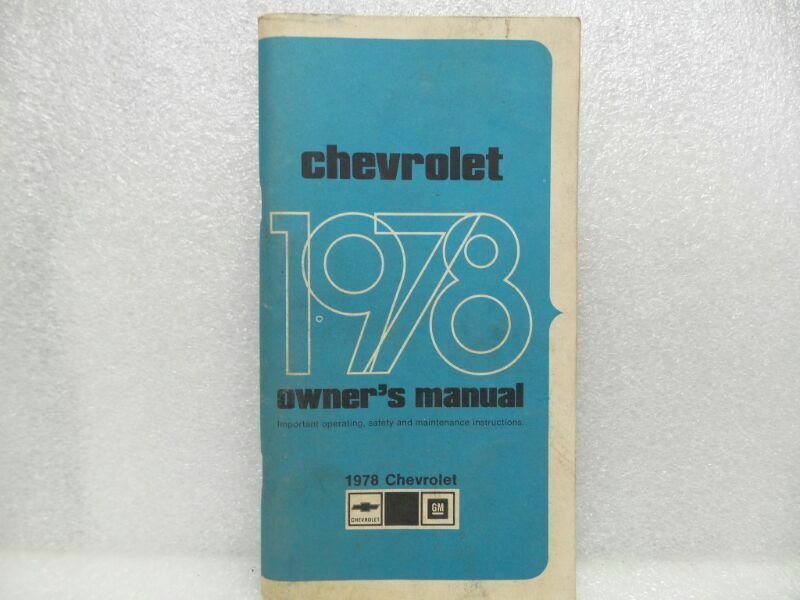 chevrolet
1978
owner's manual
Important operating, safety and maintenance instructions.
1978 Chevrolet
CHEVROLET GM